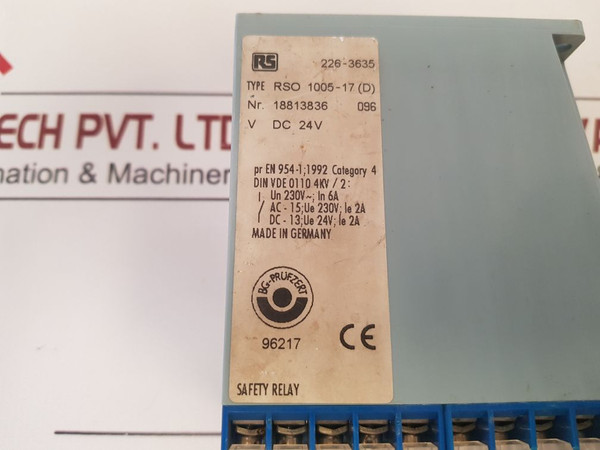 RS 226-3635
TYPE RSO 1005-17 (D)
Nr. 18813836 096
V DC 24V
pr EN 954-1;1992 Category 4
DIN VDE 0110 4KV / 2:
Un 230V~; In 6A
AC - 15;Ue 230V; Ie 2A
DC - 13;Ue 24V; Ie 2A
MADE IN GERMANY
BG-PRÜFZERT
96217
CE
SAFETY RELAY
TECH PVT. LTD
mation & Machiner